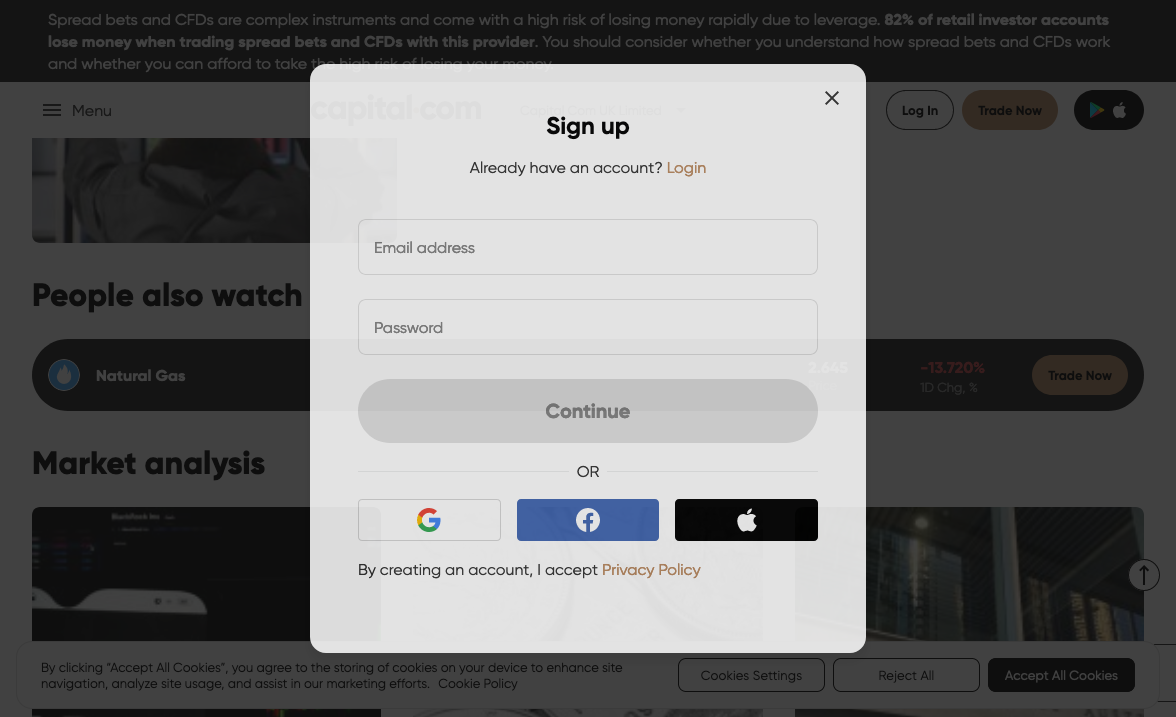 Spread bets and CFDs are complex instruments and come with a high risk of losing money rapidly due to leverage. 82% of retail investor accounts
lose money when trading spread bets and CFDs with this provider. You should consider whether you understand how spread bets and CFDs work
and whether you can afford to take the high risk of losing your money.
Menu
capital.com
Log In
Trade Now
Sign up
Already have an account? Login
Email address
Password
People also watch
Natural Gas
2.645
-13.720%
1D Chg, %
Trade Now
Continue
OR
Market analysis
By creating an account, I accept Privacy Policy
By clicking “Accept All Cookies”, you agree to the storing of cookies on your device to enhance site
navigation, analyze site usage, and assist in our marketing efforts. Cookie Policy
Cookies Settings
Reject All
Accept All Cookies